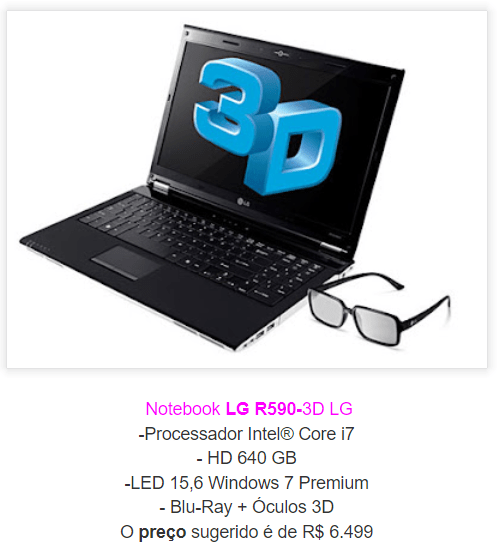 3D
LG
Notebook LG R590-3D LG
-Processador Intel® Core i7
- HD 640 GB
-LED 15,6 Windows 7 Premium
- Blu-Ray + Óculos 3D
O preço sugerido é de R$ 6.499